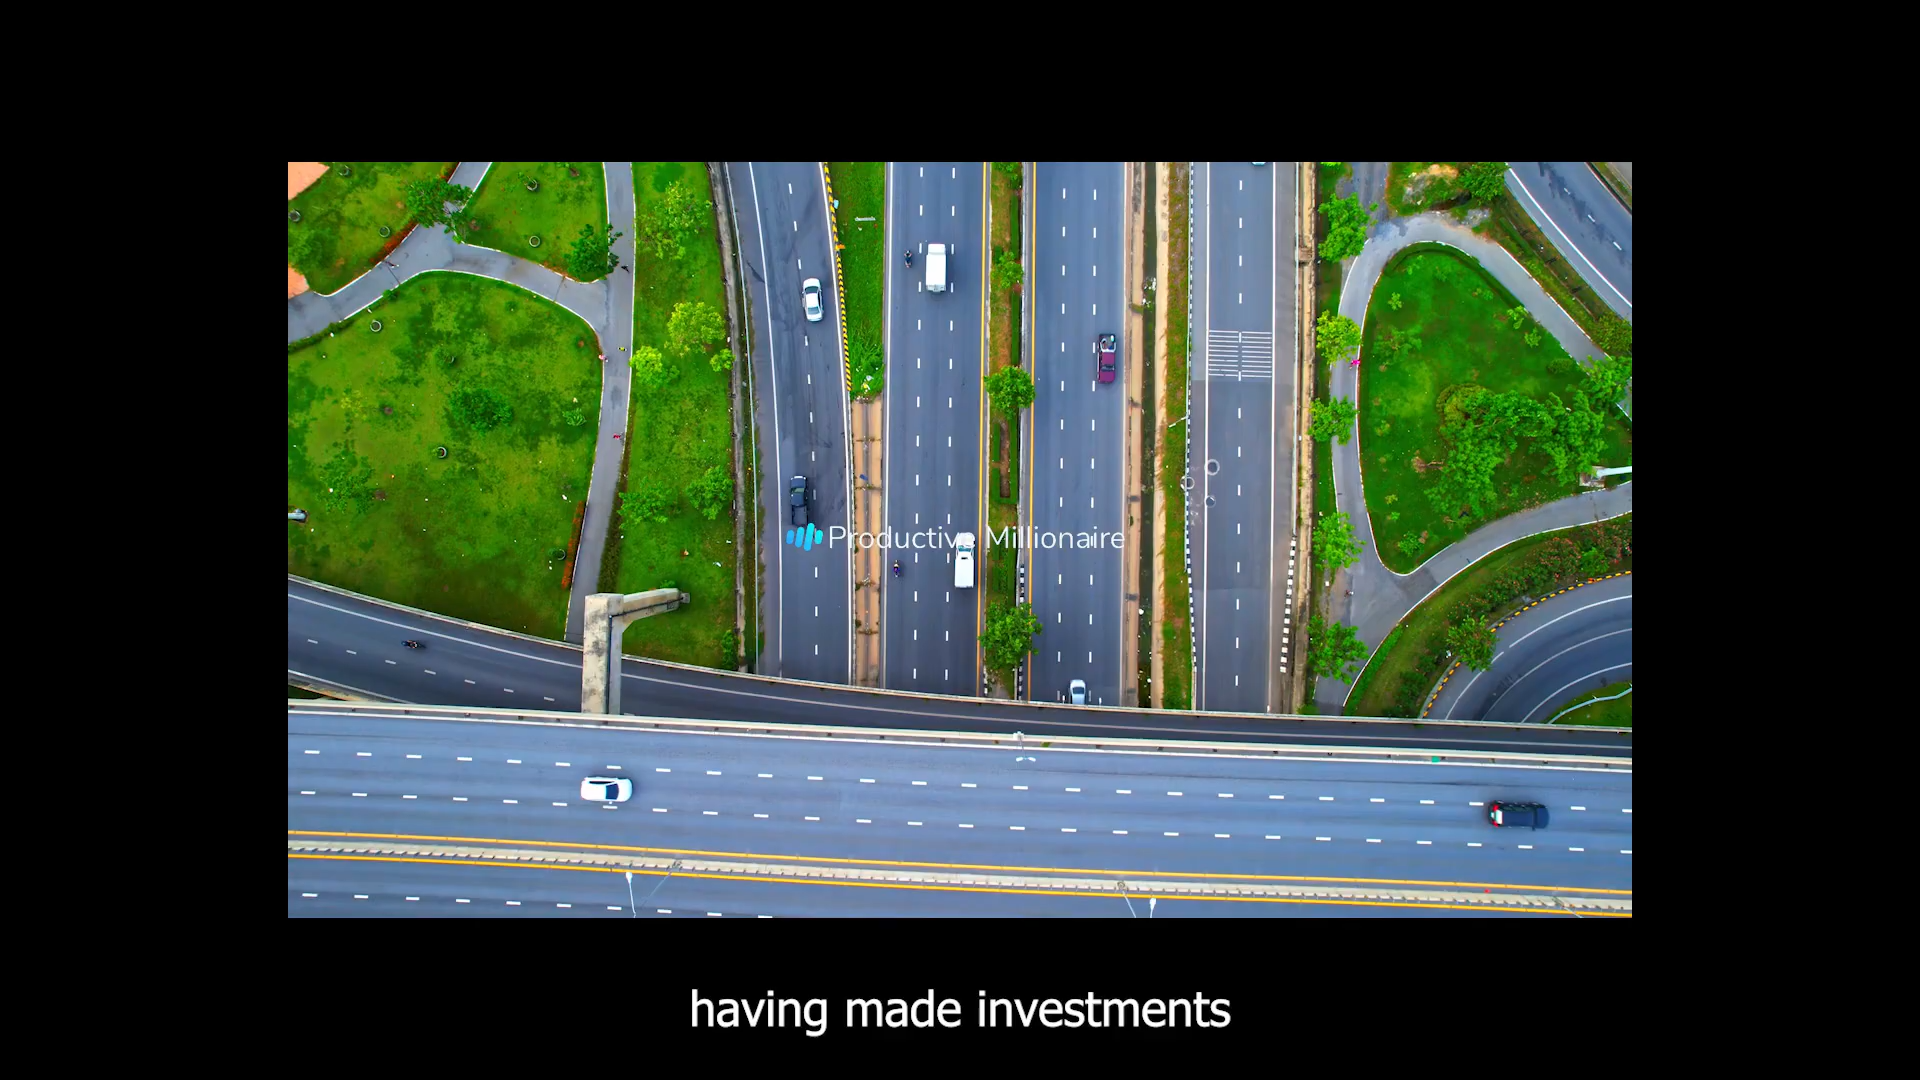 Productive Millionaire
having made investments